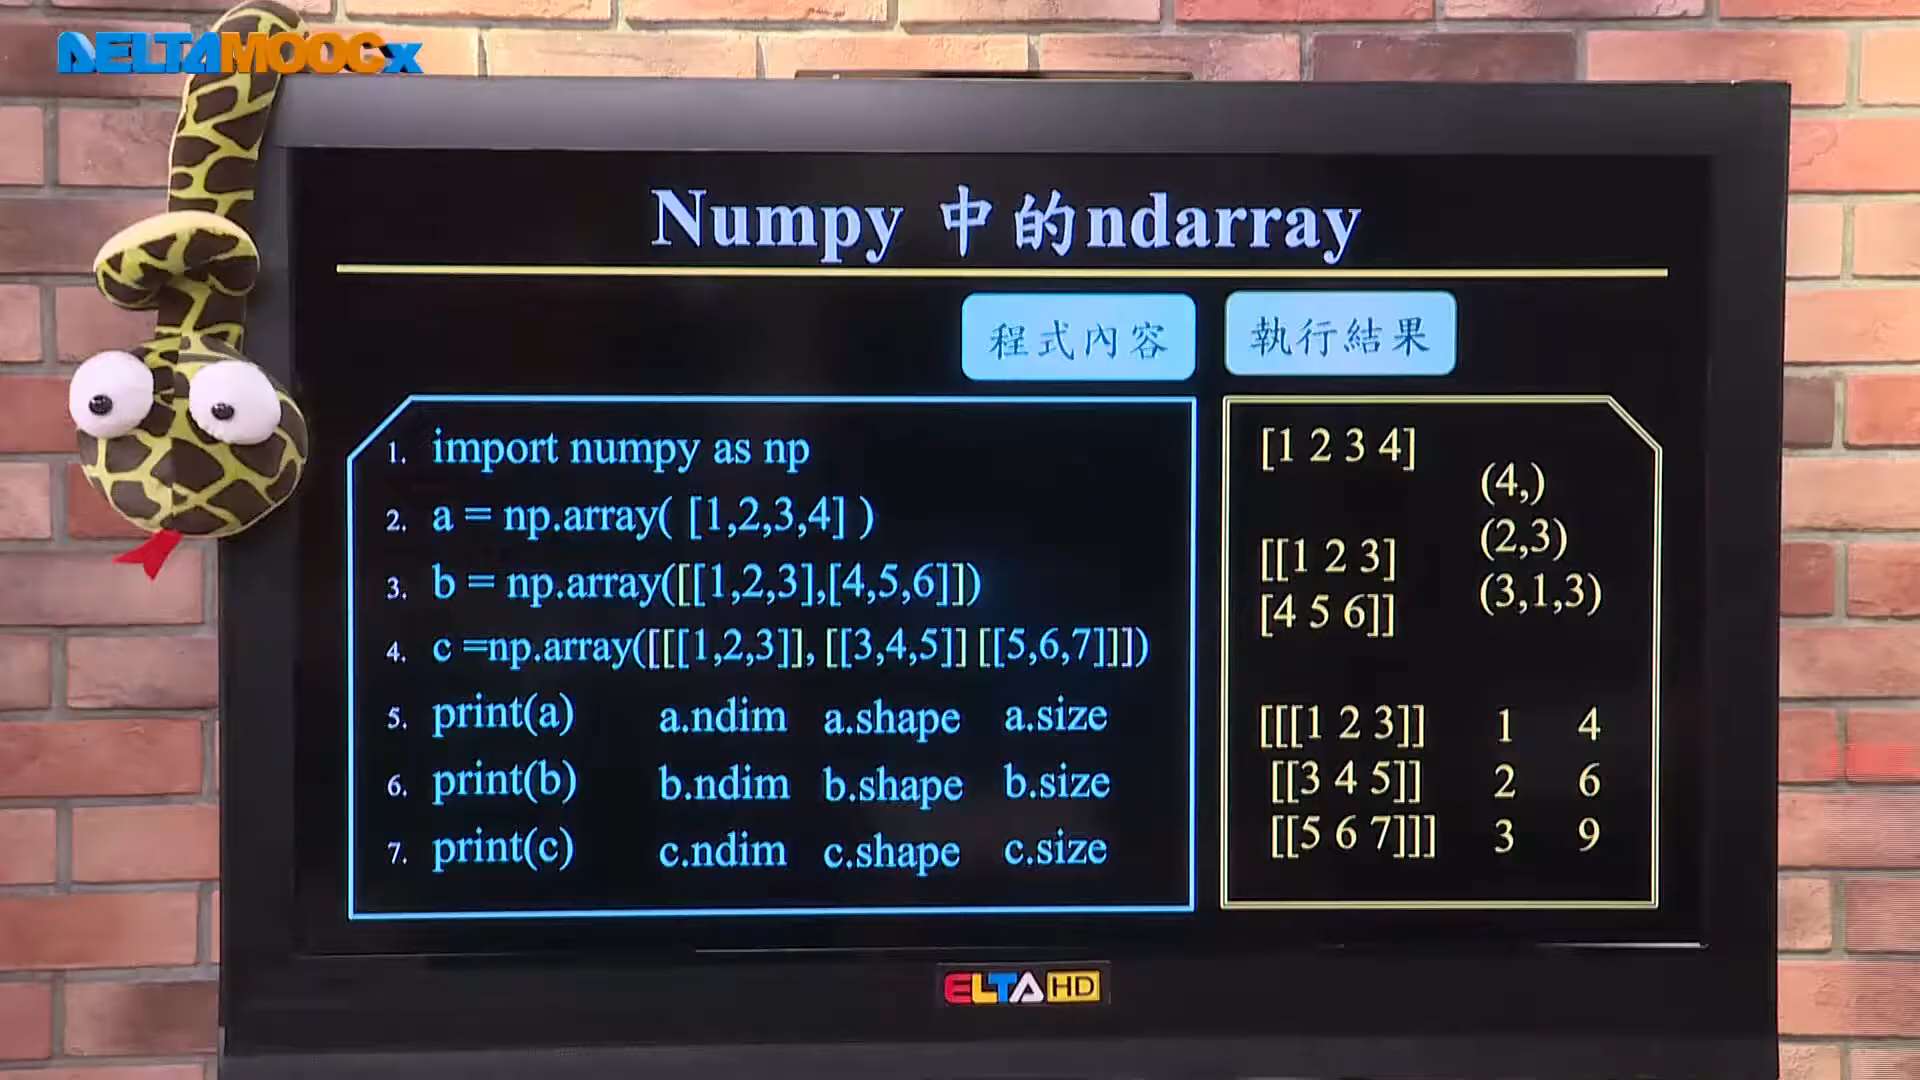 DELTAMOOCx
Numpy 中的ndarray
程式內容
1. import numpy as np
2. a = np.array( [1,2,3,4] )
3. b = np.array([[1,2,3],[4,5,6]])
4. c =np.array([[[1,2,3]], [[3,4,5]] [[5,6,7]]])
5. print(a) a.ndim a.shape a.size
6. print(b) b.ndim b.shape b.size
7. print(c) c.ndim c.shape c.size
執行結果
[1 2 3 4]
(4,)
(2,3)
[[1 2 3]
[4 5 6]]
(3,1,3)
[[[1 2 3]] 1 4
[[3 4 5]] 2 6
[[5 6 7]]] 3 9
ELTA HD